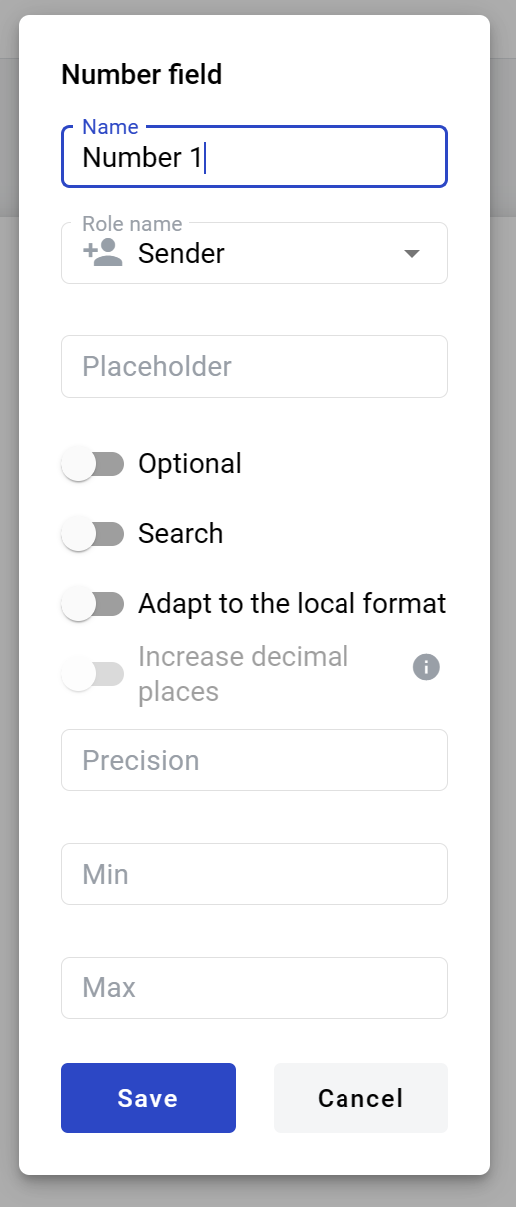 Number field
Name
Number 1
Role name
Sender
Placeholder
Optional
Search
Adapt to the local format
Increase decimal
places
Precision
Min
Max
Save
Cancel